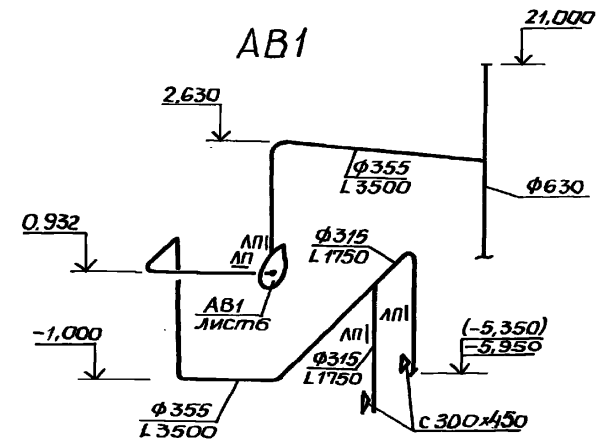 АВ1
21,000
2,630
ф355
L3500
ф630
0,932
ЛП
ЛП
ф315
L1750
АВ1
лист6
-1,000
ЛП
ЛП
(-5,350)
-5,950
ф315
L1750
ф355
L3500
с 300х450